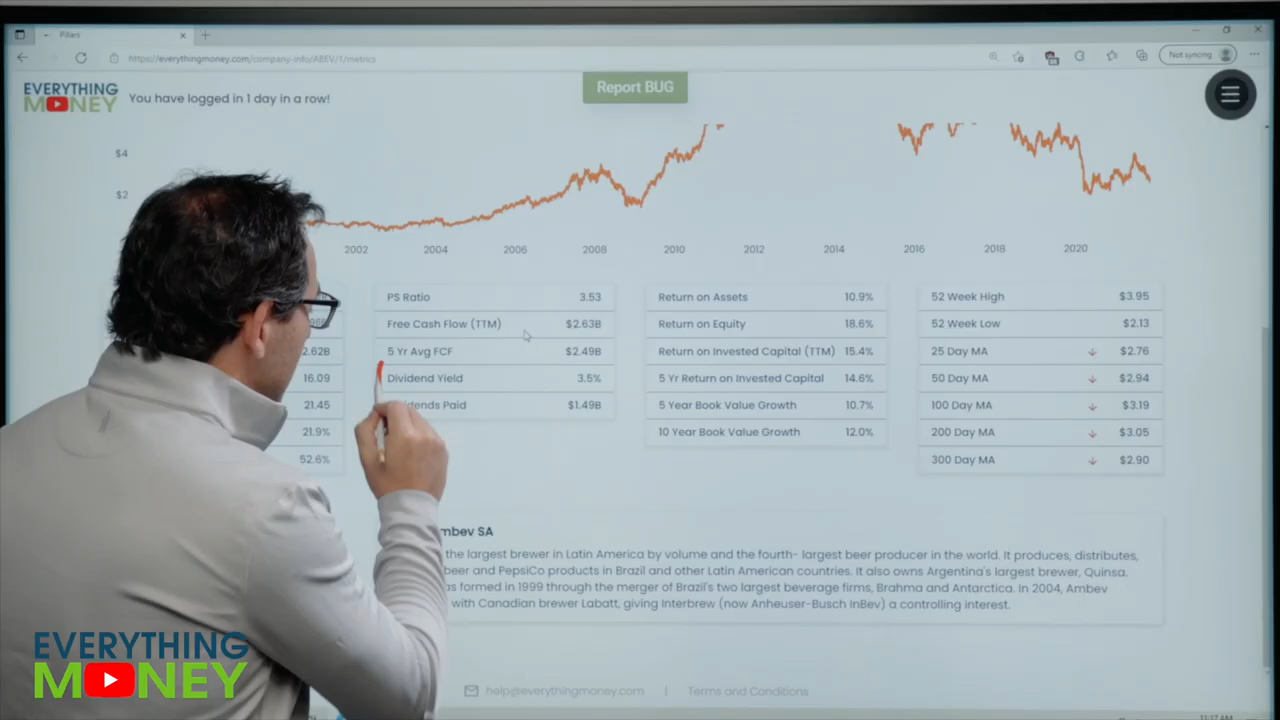 Pillars
https://everythingmoney.com/company-info/ABEV/1/metrics
Not syncing
EVERYTHING
MONEY
You have logged in 1 day in a row!
Report BUG
$4
$2
2002 2004 2006 2008 2010 2012 2014 2016 2018 2020
2.62B
16.09
21.45
21.9%
52.6%
PS Ratio 3.53
Free Cash Flow (TTM) $2.63B
5 Yr Avg FCF $2.49B
Dividend Yield 3.5%
idends Paid $1.49B
Return on Assets 10.9%
Return on Equity 18.6%
Return on Invested Capital (TTM) 15.4%
5 Yr Return on Invested Capital 14.6%
5 Year Book Value Growth 10.7%
10 Year Book Value Growth 12.0%
52 Week High $3.95
52 Week Low $2.13
25 Day MA $2.76
50 Day MA $2.94
100 Day MA $3.19
200 Day MA $3.05
300 Day MA $2.90
mbev SA
the largest brewer in Latin America by volume and the fourth- largest beer producer in the world. It produces, distributes,
beer and PepsiCo products in Brazil and other Latin American countries. It also owns Argentina's largest brewer, Quinsa.
s formed in 1999 through the merger of Brazil's two largest beverage firms, Brahma and Antarctica. In 2004, Ambev
with Canadian brewer Labatt, giving Interbrew (now Anheuser-Busch InBev) a controlling interest.
help@everythingmoney.com | Terms and Conditions
EVERYTHING
MONEY